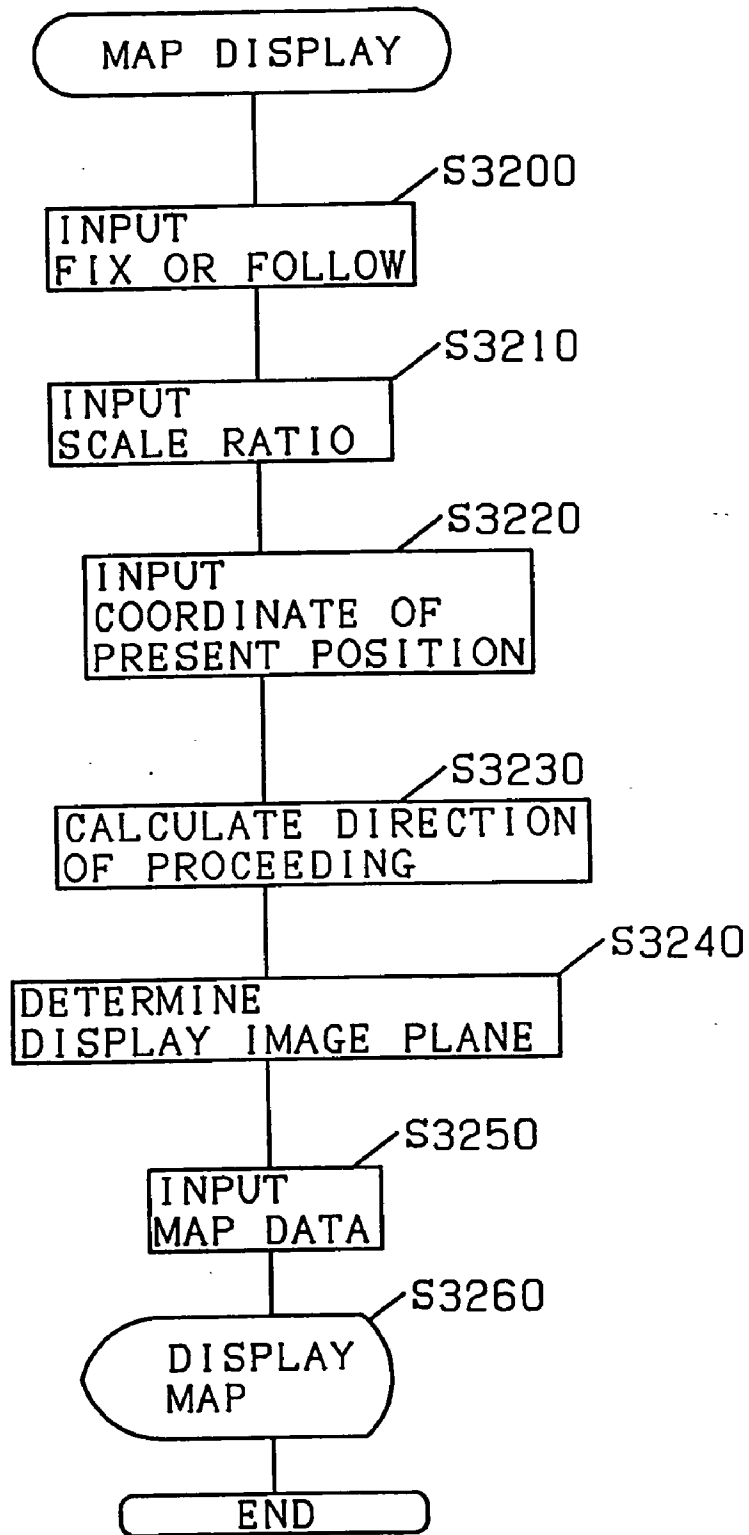 MAP DISPLAY
S3200
INPUT
FIX OR FOLLOW
S3210
INPUT
SCALE RATIO
S3220
INPUT
COORDINATE OF
PRESENT POSITION
S3230
CALCULATE DIRECTION
OF PROCEEDING
S3240
DETERMINE
DISPLAY IMAGE PLANE
S3250
INPUT
MAP DATA
S3260
DISPLAY
MAP
END